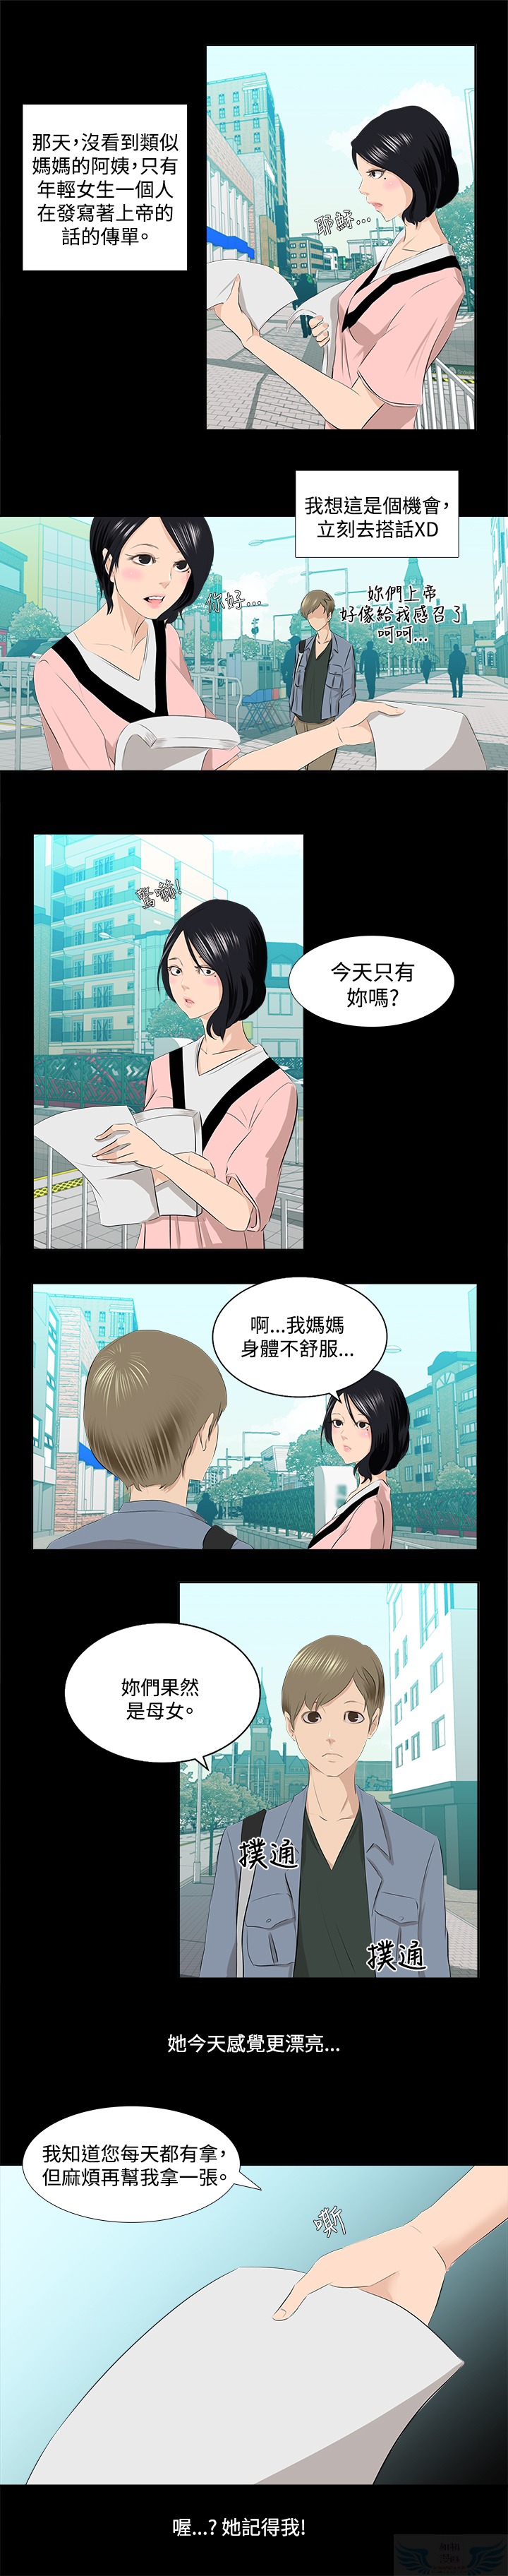 那天，沒看到類似
媽媽的阿姨，只有
年輕女生一個人
在發寫著上帝的
話的傳單。
耶穌…
我想這是個機會，
立刻去搭話XD
你好…
妳們上帝
好像給我感召了
呵呵…
驚嚇！
今天只有
妳嗎？
啊…我媽媽
身體不舒服…
妳們果然
是母女。
撲通
撲通
她今天感覺更漂亮…
我知道您每天都有拿，
但麻煩再幫我拿一張。
嘶
喔…？她記得我！